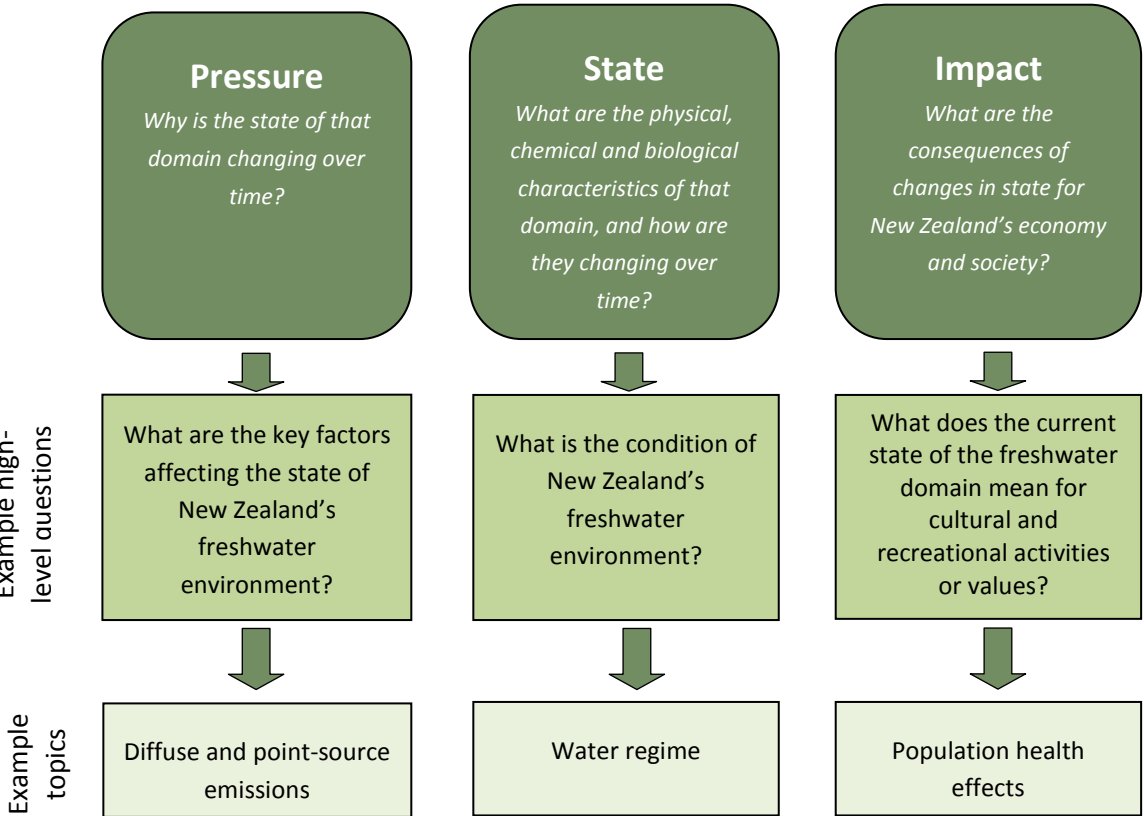 Pressure
Why is the state of that
domain changing over
time?
State
What are the physical,
chemical and biological
characteristics of that
domain, and how are
they changing over
time?
Impact
What are the
consequences of
changes in state for
New Zealand’s economy
and society?
Example high-
level questions
What are the key factors
affecting the state of
New Zealand’s
freshwater
environment?
What is the condition of
New Zealand’s
freshwater
environment?
What does the current
state of the freshwater
domain mean for
cultural and
recreational activities
or values?
Example
topics
Diffuse and point-source
emissions
Water regime
Population health
effects